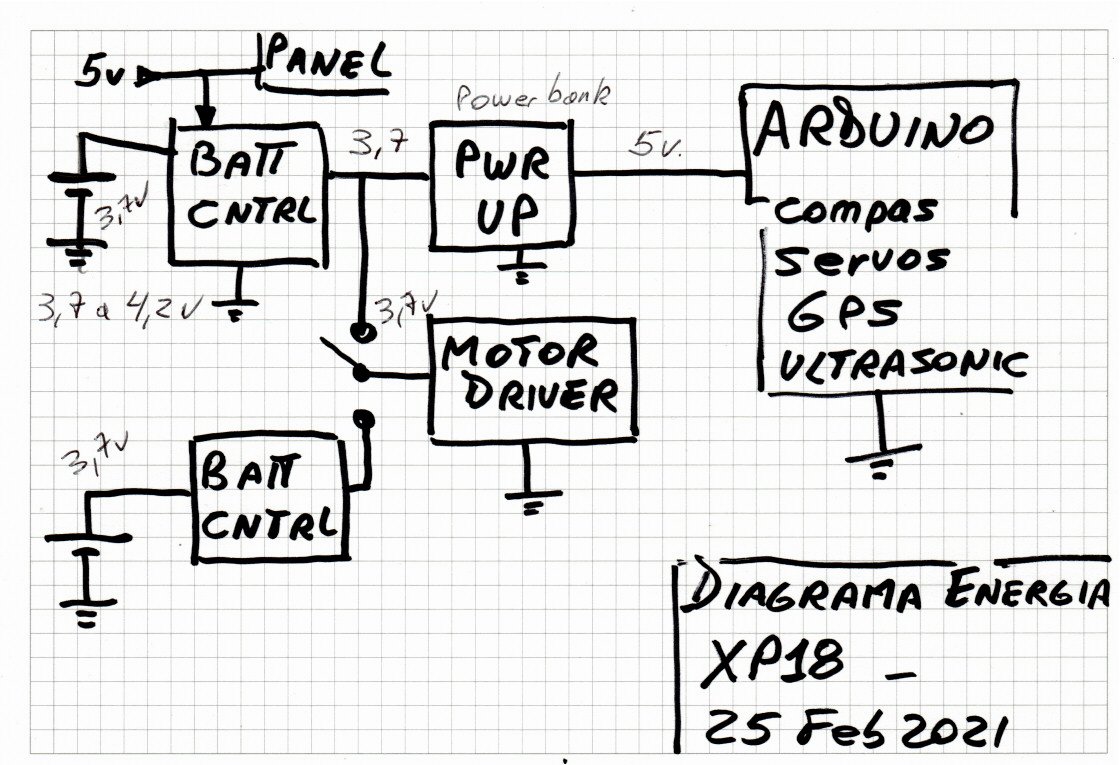 PANEL
5v
Power bank
BATT
CNTRL
3,7
PWR
UP
5v.
ARDUINO
compas
Servos
GPS
ULTRASONIC
3,7v
3,7 a 4,2 v
3,7v
MOTOR
DRIVER
3,7v
BATT
CNTRL
DIAGRAMA ENERGIA
XP18 _
25 Feb 2021